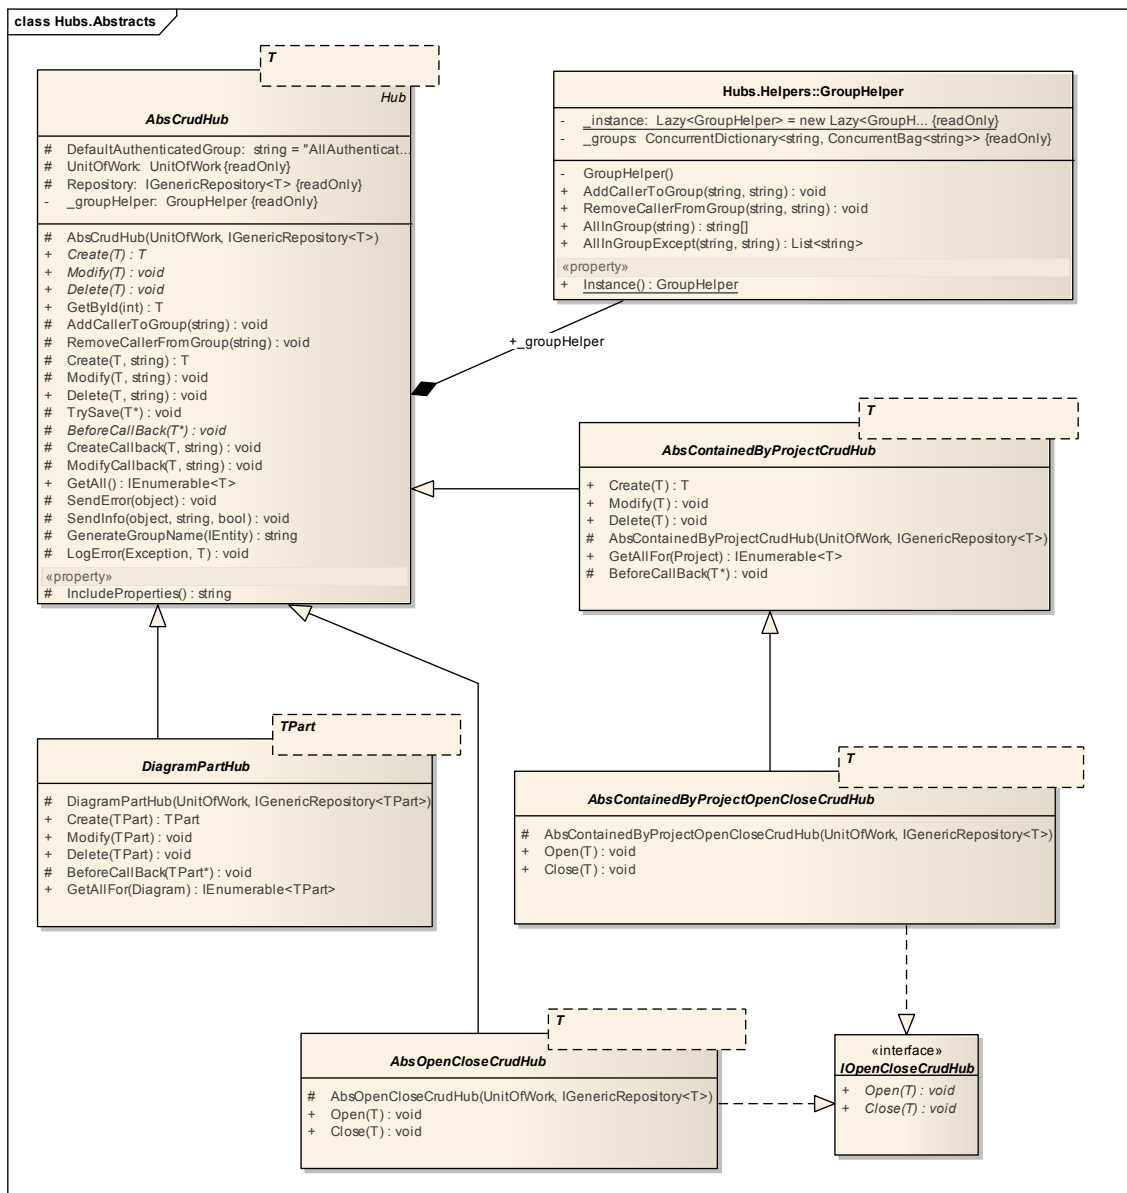 class Hubs.Abstracts
T
Hub
AbsCrudHub
# DefaultAuthenticatedGroup: string = "AllAuthenticat...
# UnitOfWork: UnitOfWork {readOnly}
# Repository: IGenericRepository<T> {readOnly}
- _groupHelper: GroupHelper {readOnly}
# AbsCrudHub(UnitOfWork, IGenericRepository<T>)
+ Create(T) : T
+ Modify(T) : void
+ Delete(T) : void
+ GetById(int) : T
# AddCallerToGroup(string) : void
# RemoveCallerFromGroup(string) : void
# Create(T, string) : T
# Modify(T, string) : void
+ Delete(T, string) : void
# TrySave(T*) : void
# BeforeCallBack(T*) : void
# CreateCallback(T, string) : void
# ModifyCallback(T, string) : void
+ GetAll() : IEnumerable<T>
# SendError(object) : void
# SendInfo(object, string, bool) : void
# GenerateGroupName(IEntity) : string
# LogError(Exception, T) : void
«property»
# IncludeProperties() : string
Hubs.Helpers::GroupHelper
- _instance: Lazy<GroupHelper> = new Lazy<GroupH... {readOnly}
- _groups: ConcurrentDictionary<string, ConcurrentBag<string>> {readOnly}
- GroupHelper()
+ AddCallerToGroup(string, string) : void
+ RemoveCallerFromGroup(string, string) : void
+ AllInGroup(string) : string[]
+ AllInGroupExcept(string, string) : List<string>
«property»
+ Instance() : GroupHelper
+_groupHelper
T
AbsContainedByProjectCrudHub
+ Create(T) : T
+ Modify(T) : void
+ Delete(T) : void
# AbsContainedByProjectCrudHub(UnitOfWork, IGenericRepository<T>)
+ GetAllFor(Project) : IEnumerable<T>
# BeforeCallBack(T*) : void
TPart
DiagramPartHub
# DiagramPartHub(UnitOfWork, IGenericRepository<TPart>)
+ Create(TPart) : TPart
+ Modify(TPart) : void
+ Delete(TPart) : void
# BeforeCallBack(TPart*) : void
+ GetAllFor(Diagram) : IEnumerable<TPart>
T
AbsContainedByProjectOpenCloseCrudHub
# AbsContainedByProjectOpenCloseCrudHub(UnitOfWork, IGenericRepository<T>)
+ Open(T) : void
+ Close(T) : void
T
AbsOpenCloseCrudHub
# AbsOpenCloseCrudHub(UnitOfWork, IGenericRepository<T>)
+ Open(T) : void
+ Close(T) : void
«interface»
IOpenCloseCrudHub
+ Open(T) : void
+ Close(T) : void